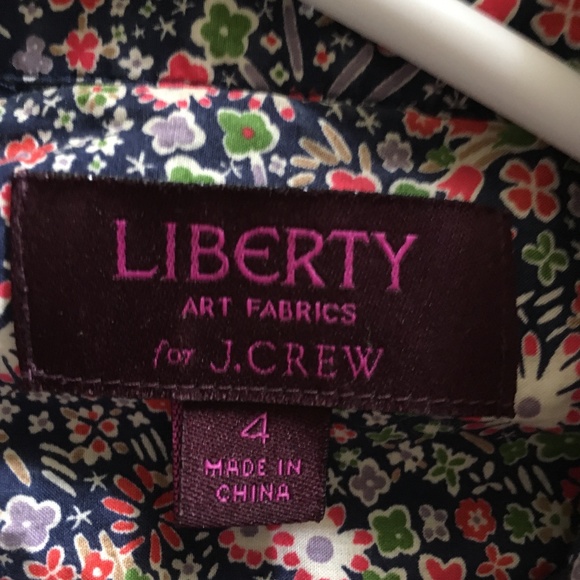 LIBERTY
ART FABRICS
for J.CREW
4
MADE IN
CHINA